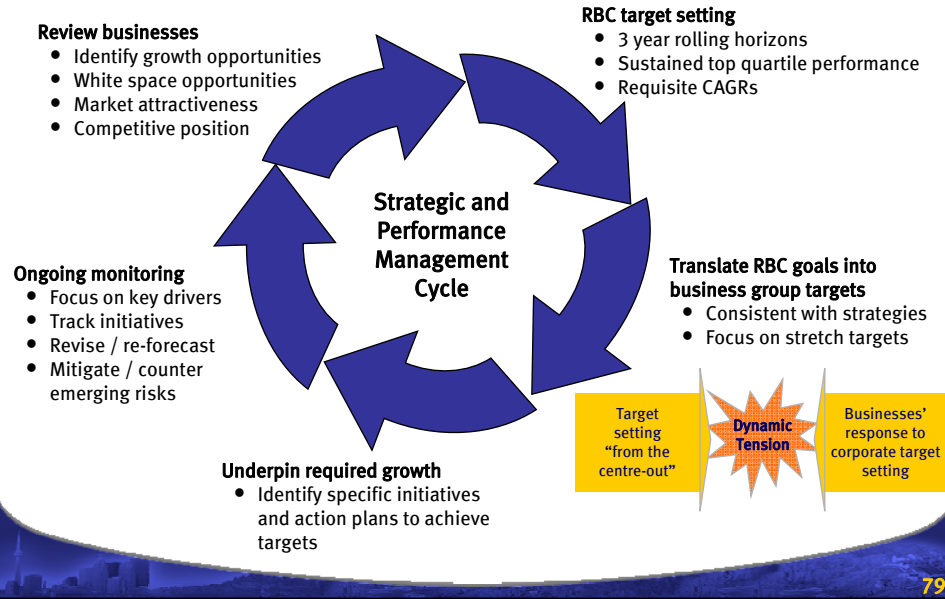 Review businesses
• Identify growth opportunities
• White space opportunities
• Market attractiveness
• Competitive position
RBC target setting
• 3 year rolling horizons
• Sustained top quartile performance
• Requisite CAGRs
Strategic and
Performance
Management
Cycle
Translate RBC goals into
business group targets
• Consistent with strategies
• Focus on stretch targets
Target
setting
“from the
centre-out”
Dynamic
Tension
Businesses’
response to
corporate target
setting
Underpin required growth
• Identify specific initiatives
and action plans to achieve
targets
Ongoing monitoring
• Focus on key drivers
• Track initiatives
• Revise / re-forecast
• Mitigate / counter
emerging risks
79